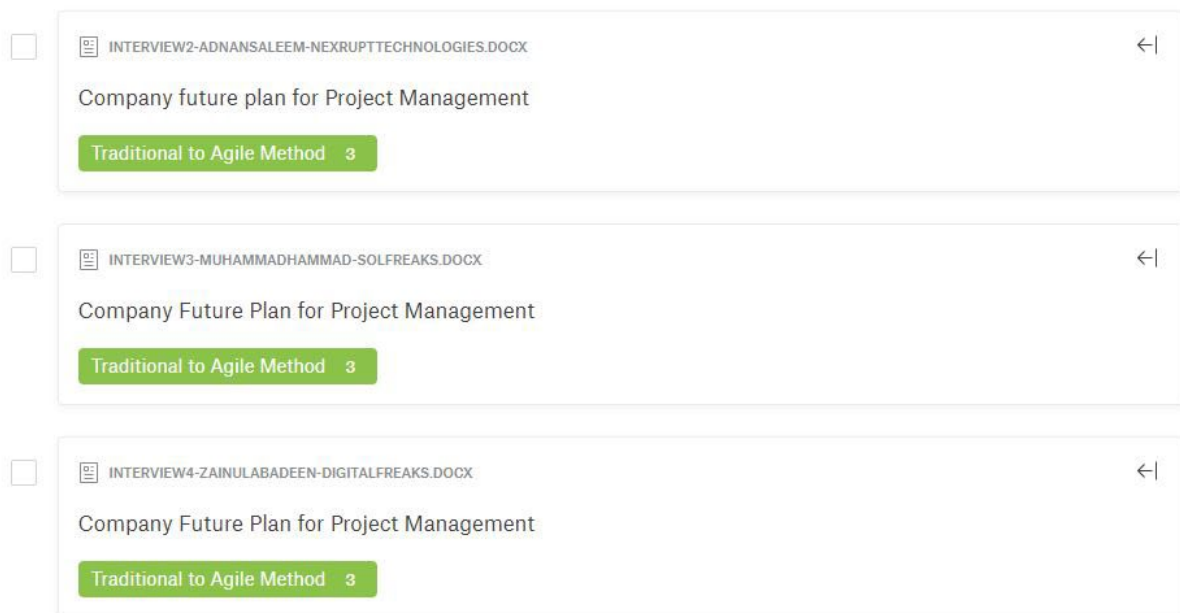 INTERVIEW2-ADNANSALEEM-NEXRUPTTECHNOLOGIES.DOCX
Company future plan for Project Management
Traditional to Agile Method 3
INTERVIEW3-MUHAMMADHAMMAD-SOLFREAKS.DOCX
Company Future Plan for Project Management
Traditional to Agile Method 3
INTERVIEW4-ZAINULABADEEN-DIGITALFREAKS.DOCX
Company Future Plan for Project Management
Traditional to Agile Method 3